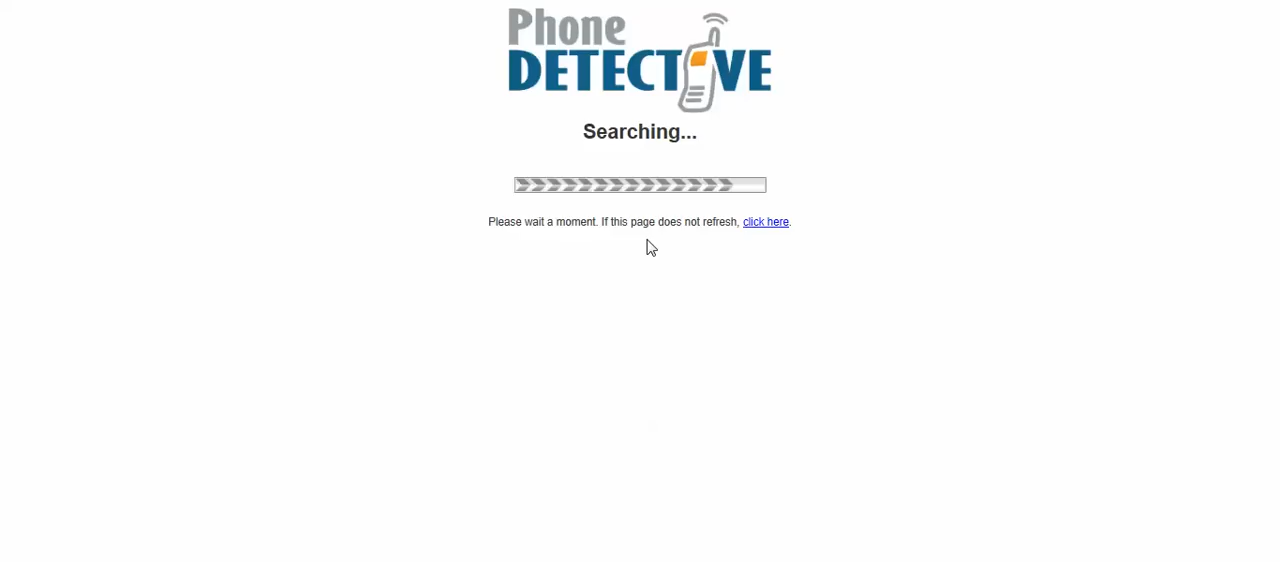 Phone
DETECTIVE
Searching...
Please wait a moment. If this page does not refresh, click here.